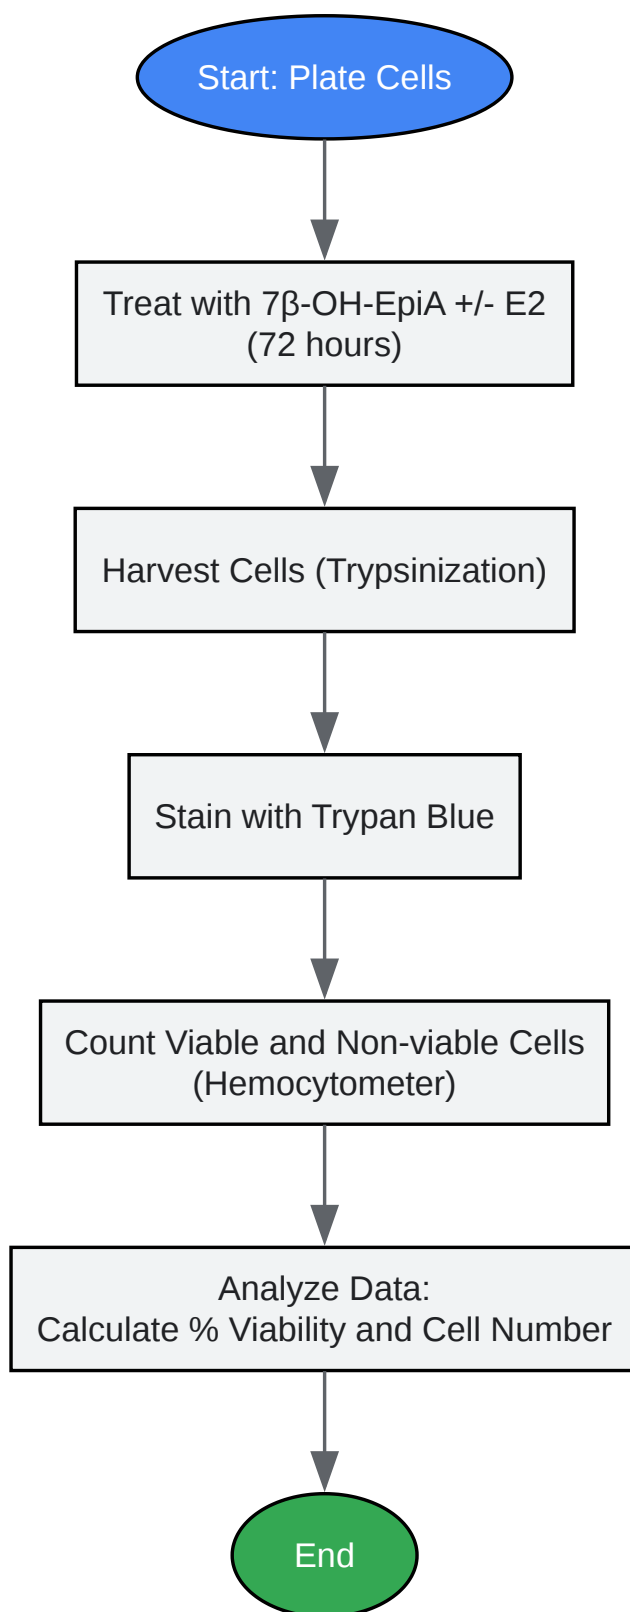 Start: Plate Cells
Treat with 7β-OH-EpiA +/- E2
(72 hours)
Harvest Cells (Trypsinization)
Stain with Trypan Blue
Count Viable and Non-viable Cells
(Hemocytometer)
Analyze Data:
Calculate % Viability and Cell Number
End